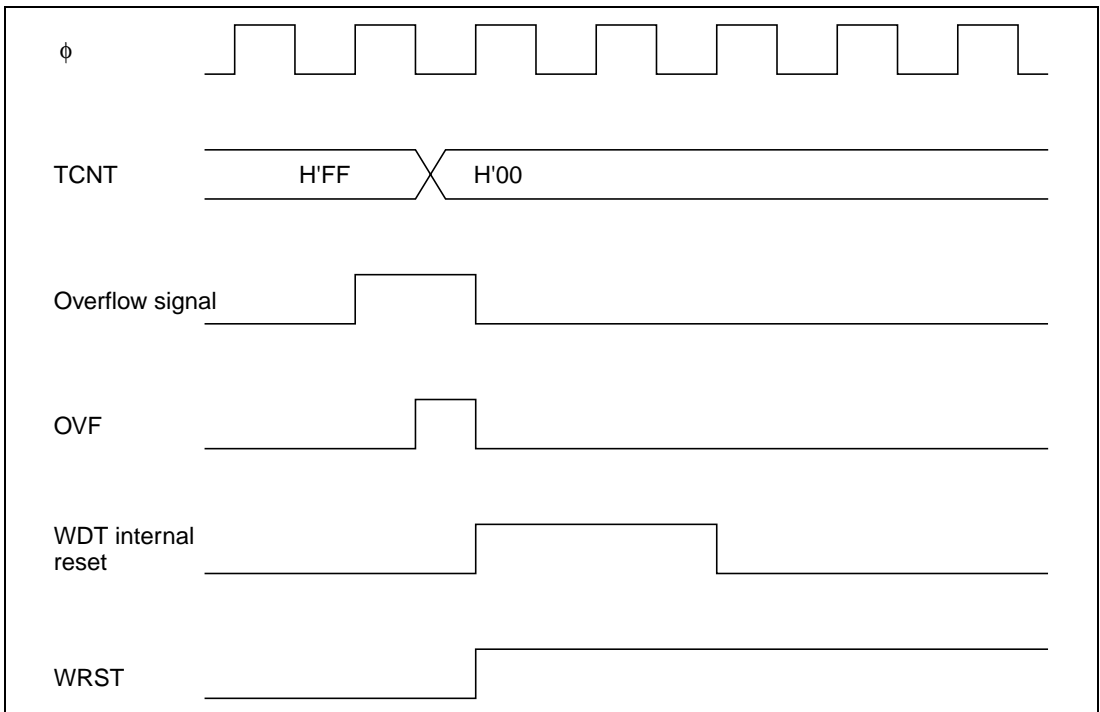 φ
TCNT
H'FF
H'00
Overflow signal
OVF
WDT internal
reset
WRST